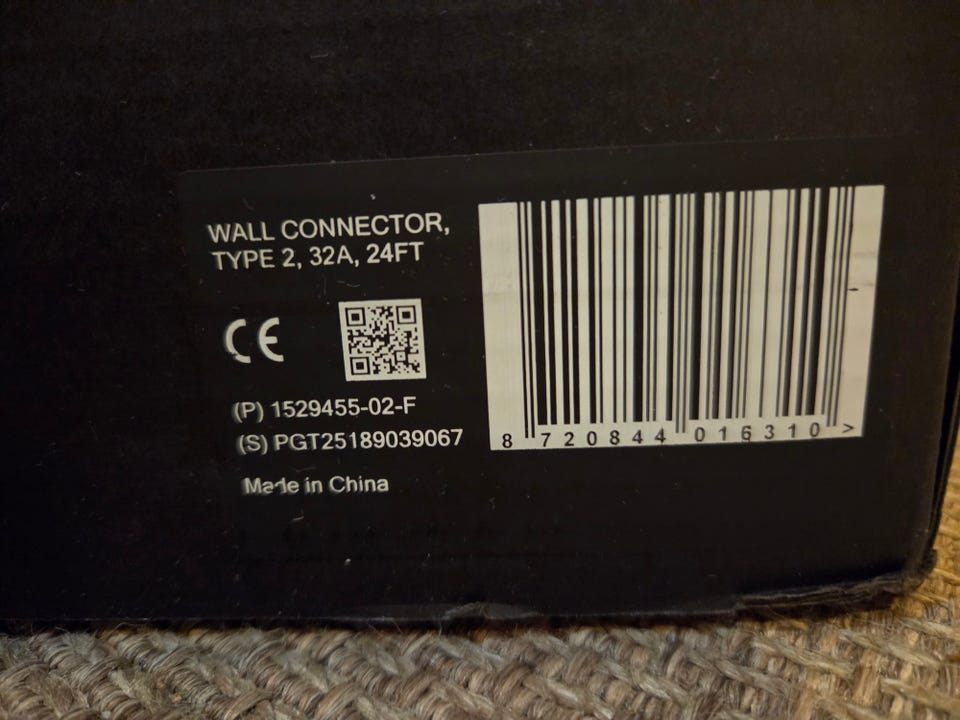 WALL CONNECTOR,
TYPE 2, 32A, 24FT
CE
(P) 1529455-02-F
(S) PGT25189039067
Made in China
8 720844 016310 >